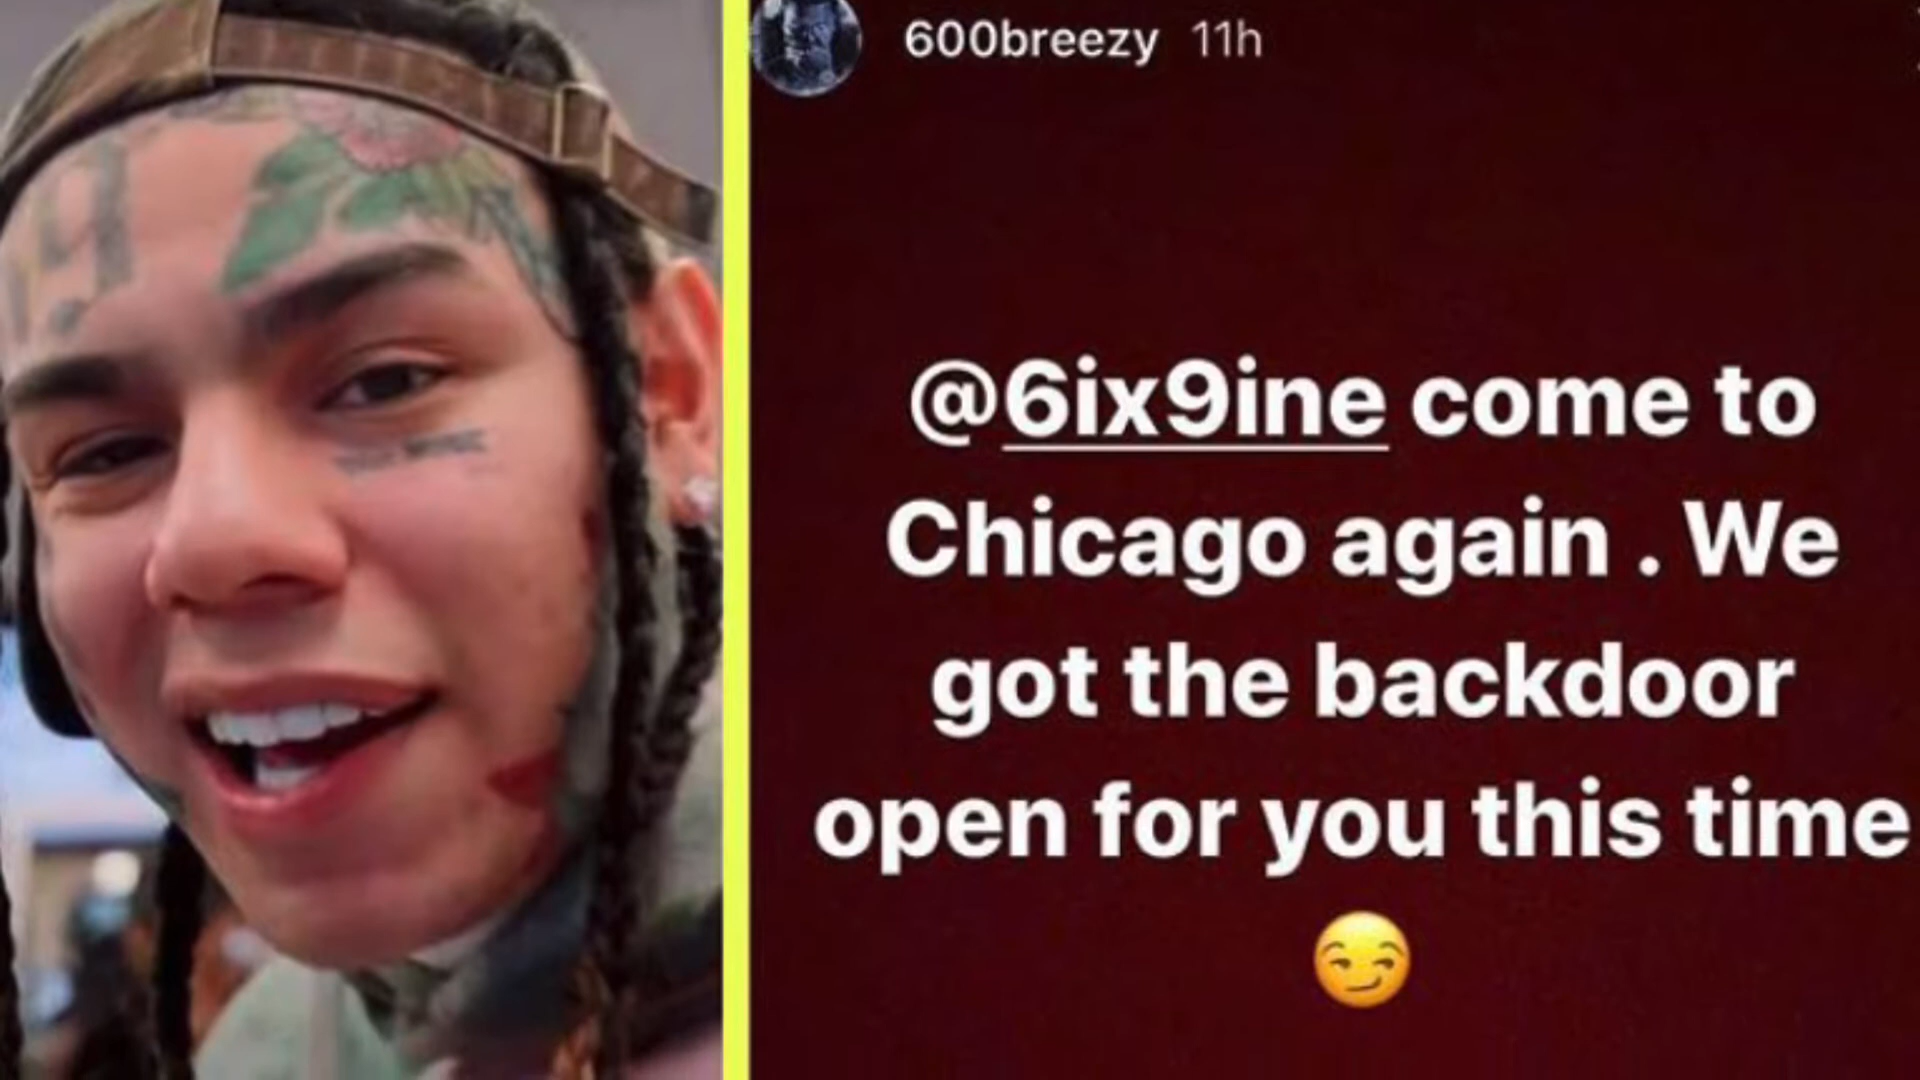 600breezy 11h
@6ix9ine come to
Chicago again . We
got the backdoor
open for you this time